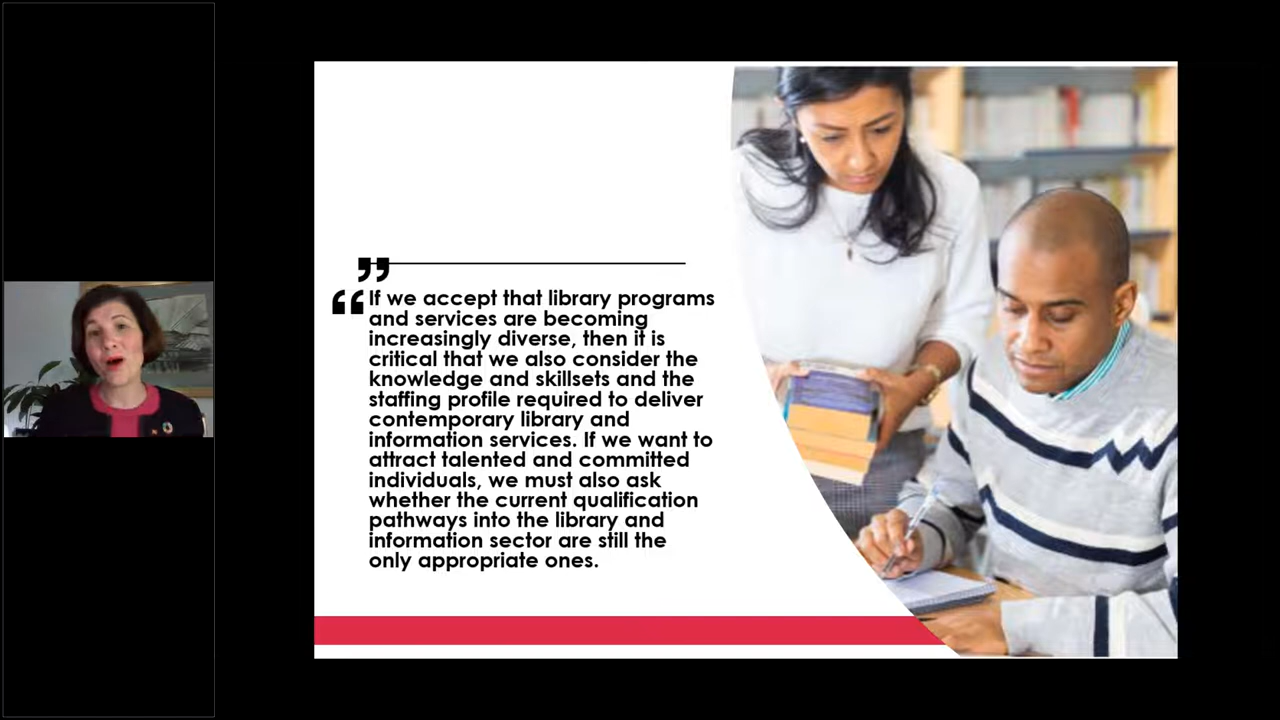 ”
“If we accept that library programs
and services are becoming
increasingly diverse, then it is
critical that we also consider the
knowledge and skillsets and the
staffing profile required to deliver
contemporary library and
information services. If we want to
attract talented and committed
individuals, we must also ask
whether the current qualification
pathways into the library and
information sector are still the
only appropriate ones.